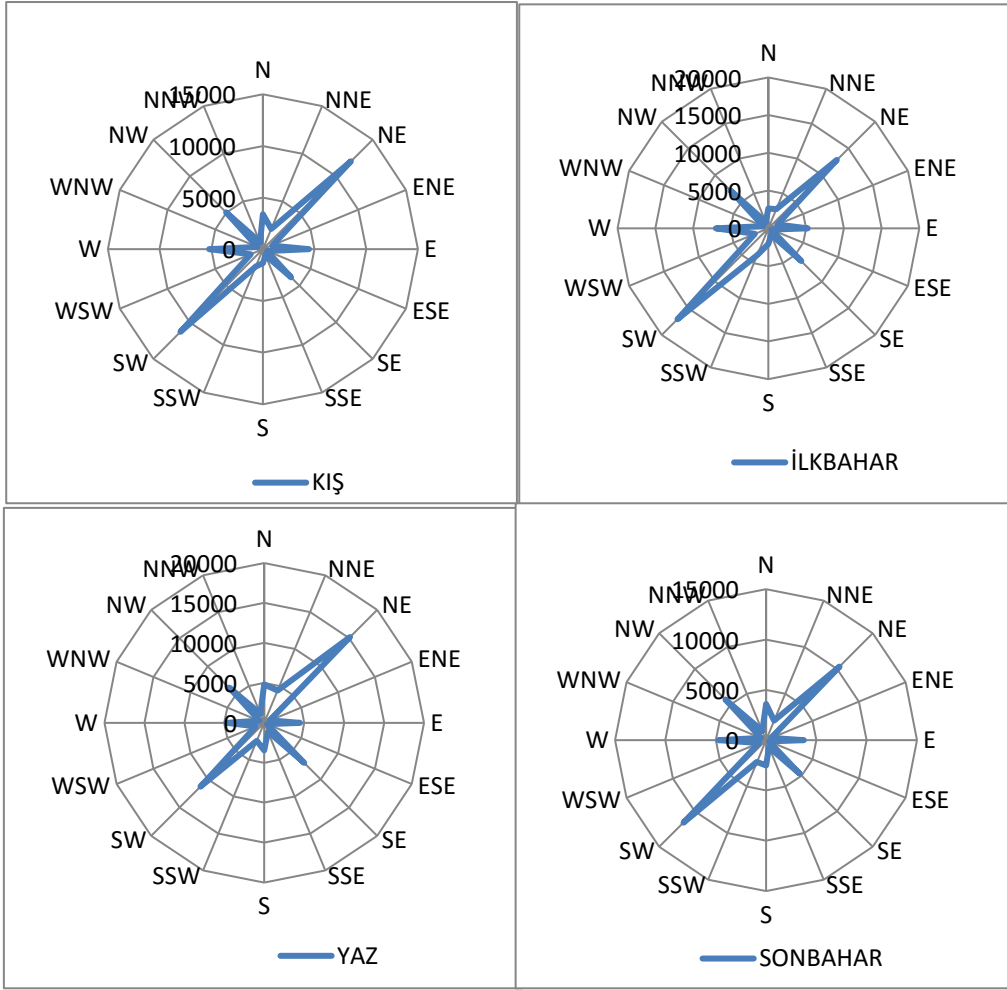 N
NNE
NE
ENE
E
ESE
SE
SSE
S
SSW
SW
WSW
W
WNW
NW
NNW
15000
10000
5000
0
KIŞ
N
NNE
NE
ENE
E
ESE
SE
SSE
S
SSW
SW
WSW
W
WNW
NW
NNW
20000
15000
10000
5000
0
İLKBAHAR
N
NNE
NE
ENE
E
ESE
SE
SSE
S
SSW
SW
WSW
W
WNW
NW
NNW
20000
15000
10000
5000
0
YAZ
N
NNE
NE
ENE
E
ESE
SE
SSE
S
SSW
SW
WSW
W
WNW
NW
NNW
15000
10000
5000
0
SONBAHAR